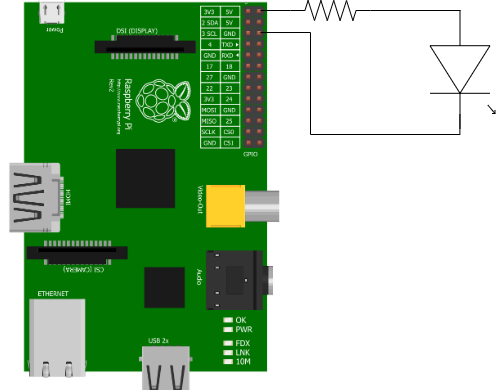 Power
DSI (DISPLAY)
3V3 5V
2 SDA 5V
3 SCL GND
4 TXD
GND RXD
17 18
27 GND
22 23
3V3 24
MOSI GND
MISO 25
SCLK CS0
GND CS1
GPIO
Raspberry Pi
Rev2
http://www.raspberrypi.org
HDMI
Video-Out
CSI (CAMERA)
Audio
ETHERNET
OK
PWR
FDX
LNK
10M
USB 2x